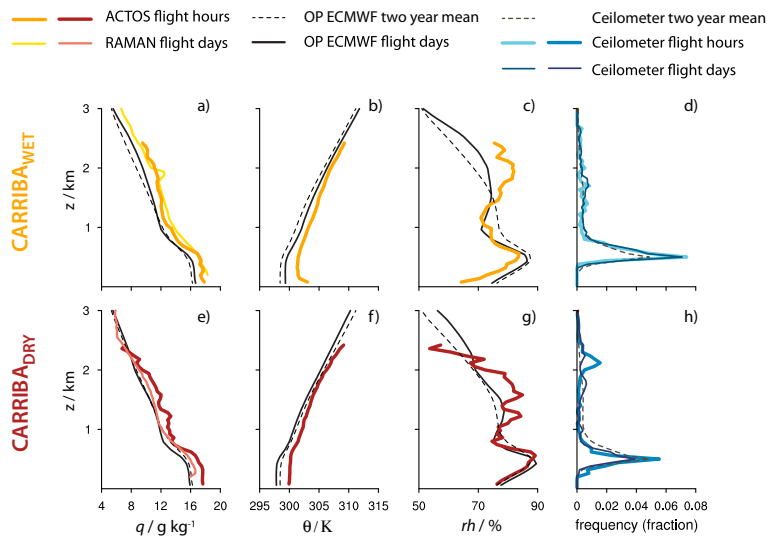 ACTOS flight hours
RAMAN flight days
OP ECMWF two year mean
OP ECMWF flight days
Ceilometer two year mean
Ceilometer flight hours
Ceilometer flight days
CARRIBA WET
a) b) c) d)
z / km
3
2
1
CARRIBA DRY
e) f) g) h)
z / km
3
2
1
4 8 12 16 20
q / g kg⁻¹
295 300 305 310 315
θ / K
50 70 90
rh / %
0 0.02 0.04 0.06 0.08
frequency (fraction)